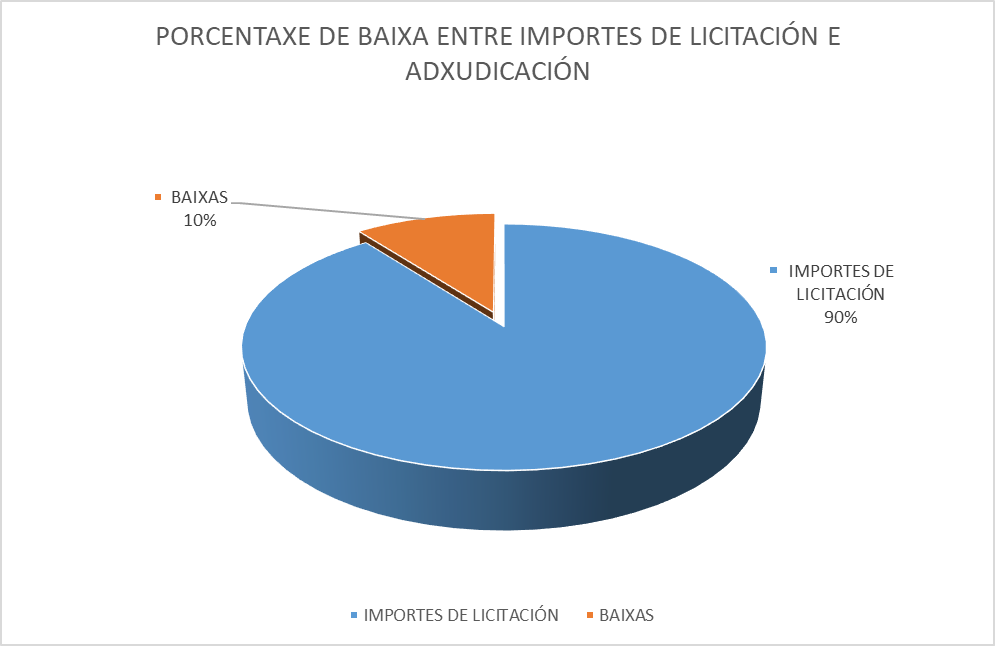 PORCENTAXE DE BAIXA ENTRE IMPORTES DE LICITACIÓN E
ADXUDICACIÓN
BAIXAS
10%
IMPORTES DE
LICITACIÓN
90%
IMPORTES DE LICITACIÓN
BAIXAS